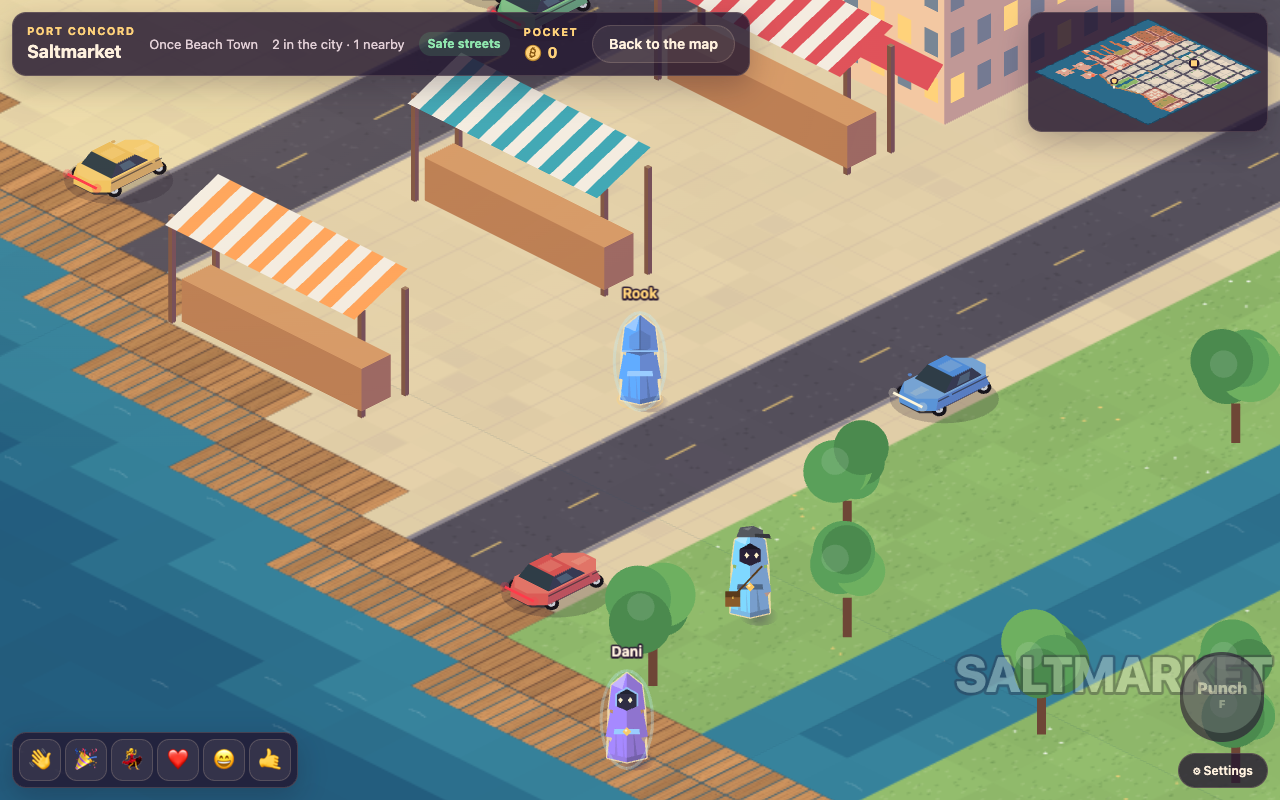 PORT CONCORD
Saltmarket
Once Beach Town
2 in the city · 1 nearby
Safe streets
POCKET
0
Back to the map
Rook
Dani
SALTMARKET
Punch
F
Settings